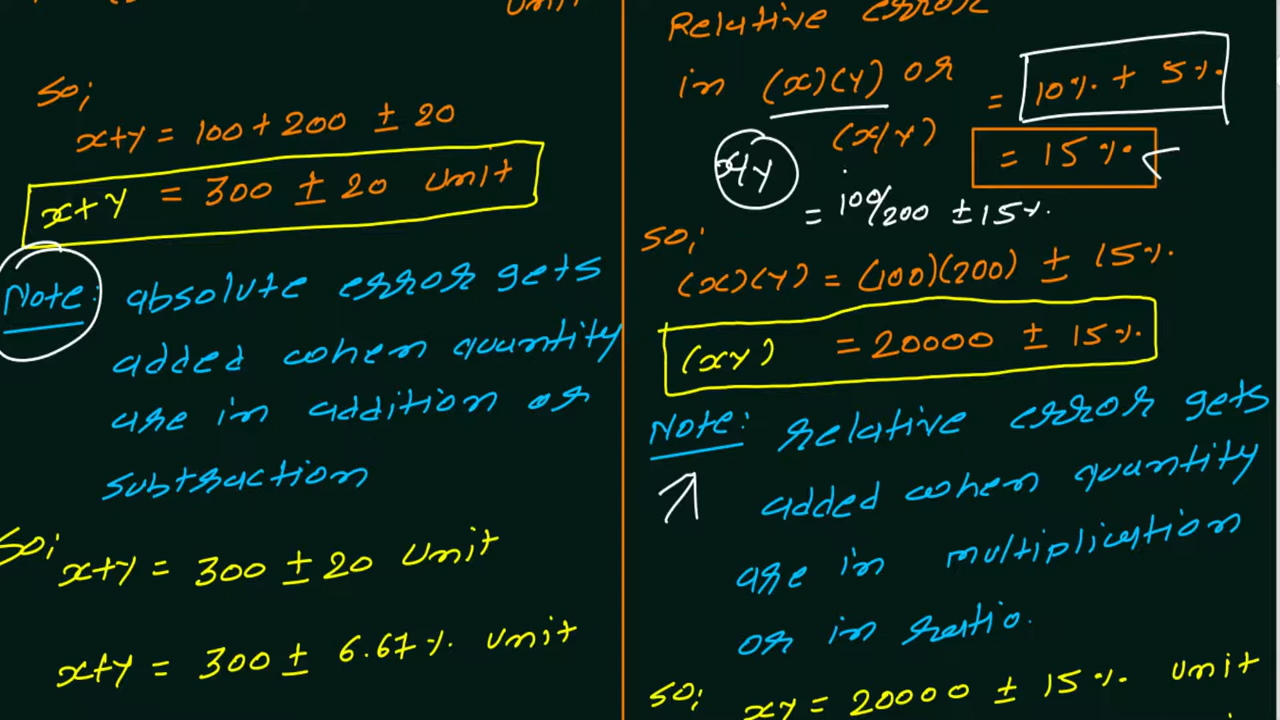 Unit
So;
x+y = 100 + 200 ± 20
x+y = 300 ± 20 Unit
Note: absolute error gets
added when quantity
are in addition or
subtraction
So; x+y = 300 ± 20 Unit
x+y = 300 ± 6.67 %. Unit
Relative error
in (x)(y) or = 10%. + 5%.
(x/y) = 15 %.
x/y = 100/200 ± 15%.
So;
(x)(y) = (100)(200) ± 15%.
(xy) = 20000 ± 15%.
Note: relative error gets
added when quantity
are in multiplication
or in ratio.
So; xy = 20000 ± 15%. Unit